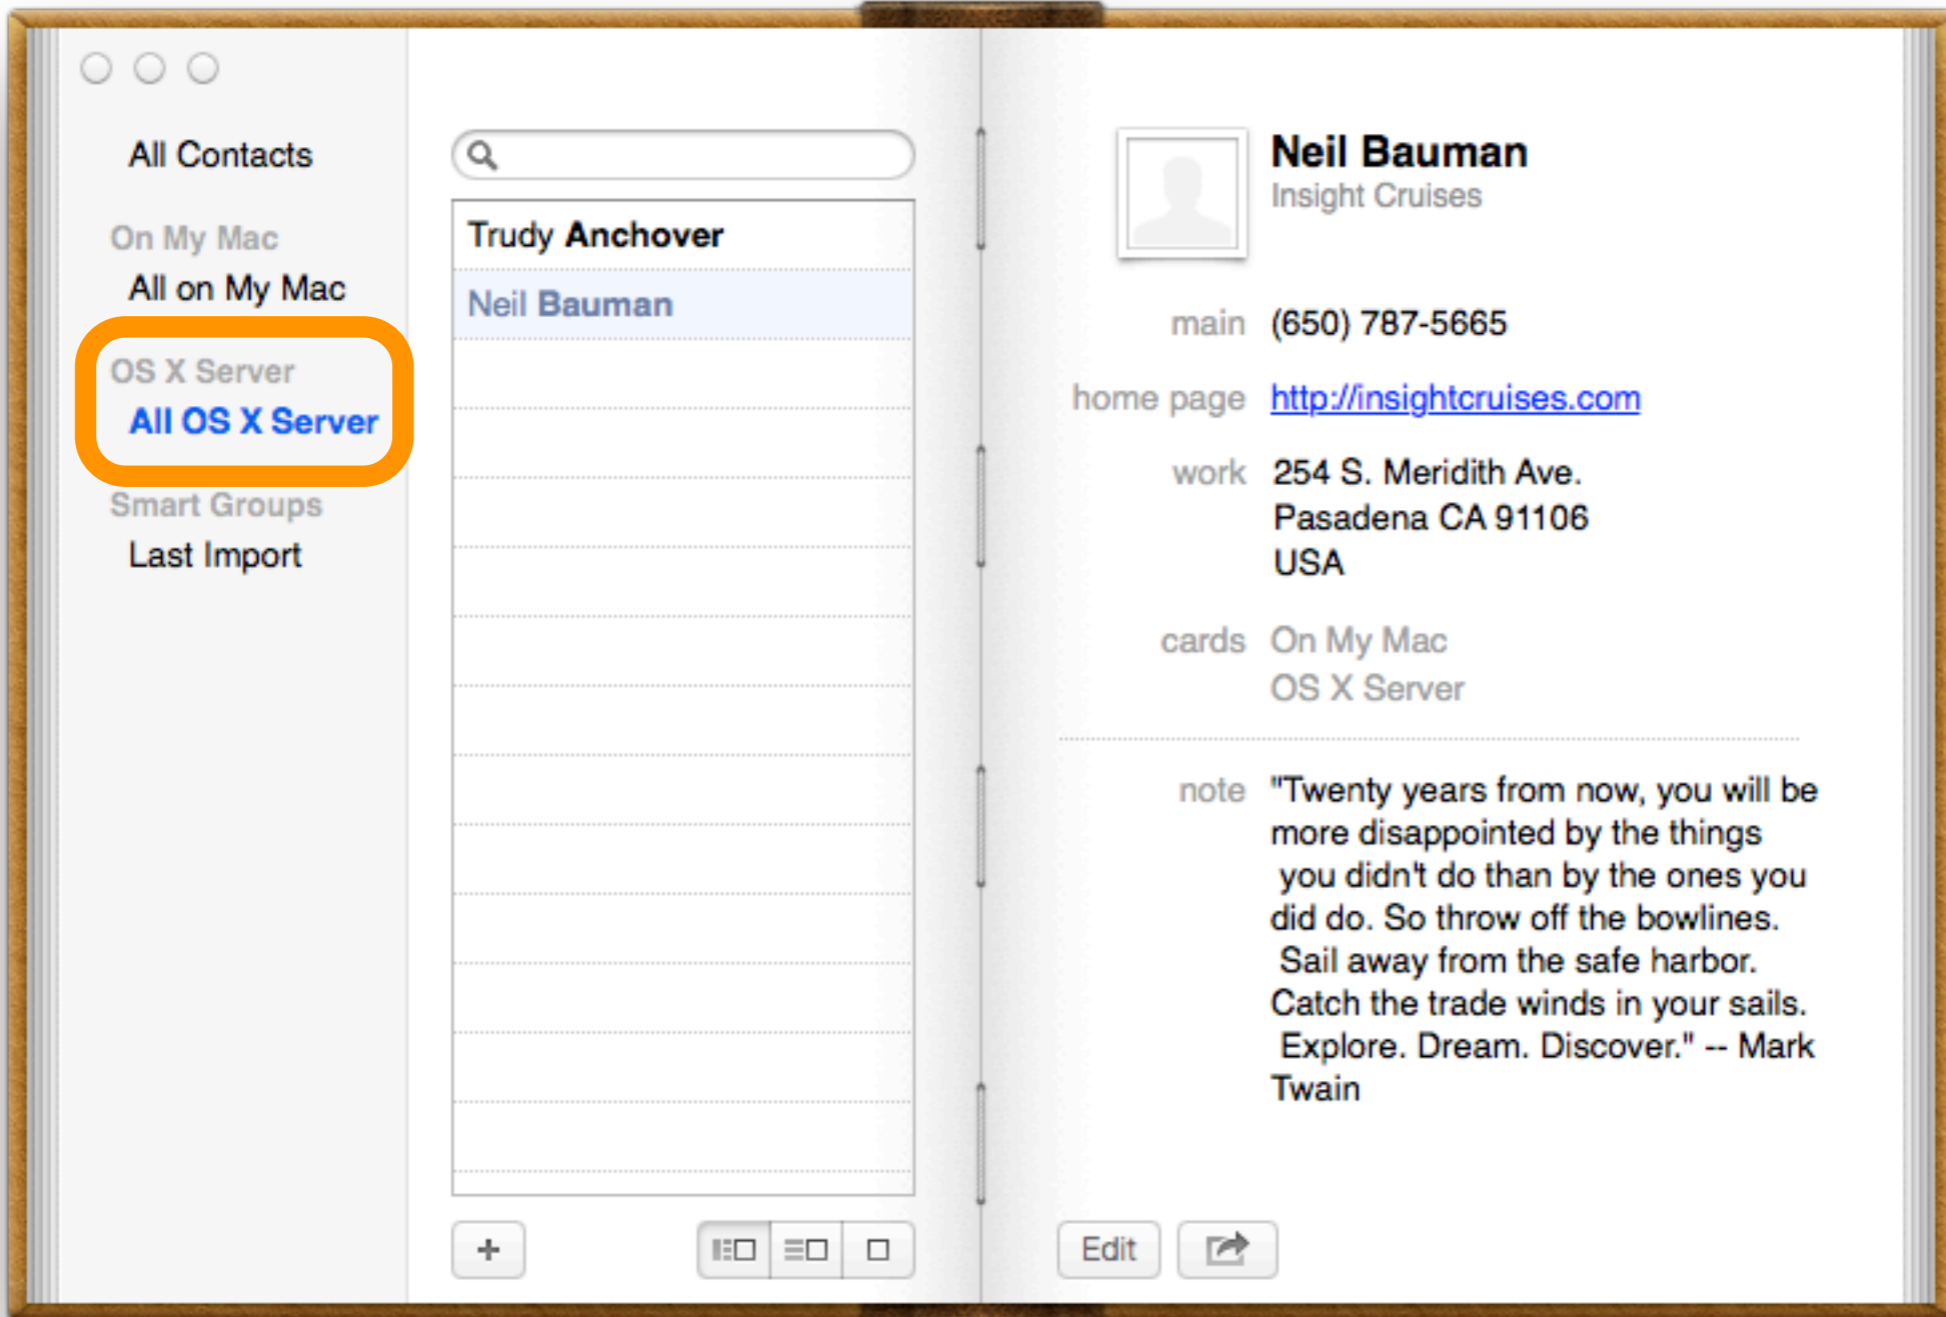 All Contacts
On My Mac
All on My Mac
OS X Server
All OS X Server
Smart Groups
Last Import
Trudy Anchover
Neil Bauman
Neil Bauman
Insight Cruises
main (650) 787-5665
home page http://insightcruises.com
work 254 S. Meridith Ave.
Pasadena CA 91106
USA
cards On My Mac
OS X Server
note "Twenty years from now, you will be
more disappointed by the things
you didn't do than by the ones you
did do. So throw off the bowlines.
Sail away from the safe harbor.
Catch the trade winds in your sails.
Explore. Dream. Discover." -- Mark
Twain
Edit